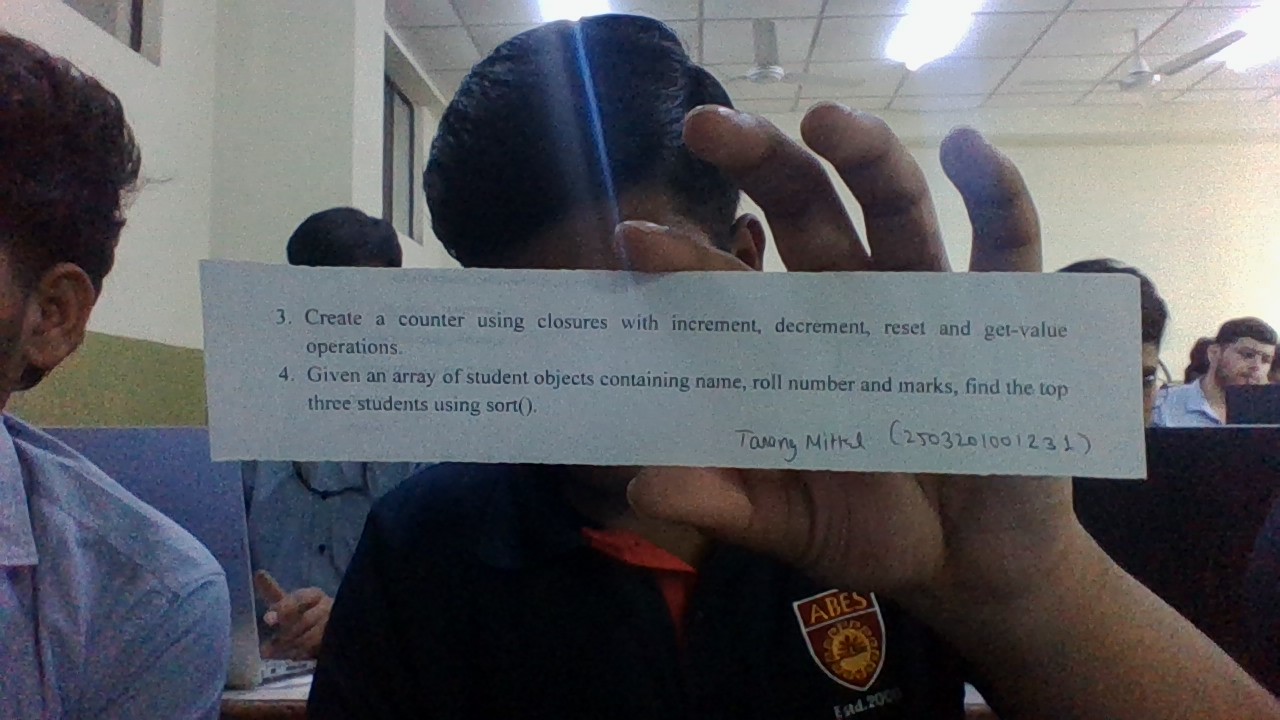 3. Create a counter using closures with increment, decrement, reset and get-value
operations.
4. Given an array of student objects containing name, roll number and marks, find the top
three students using sort().
Tarang Mittal (2503201001231)
ABES
Estd.2000